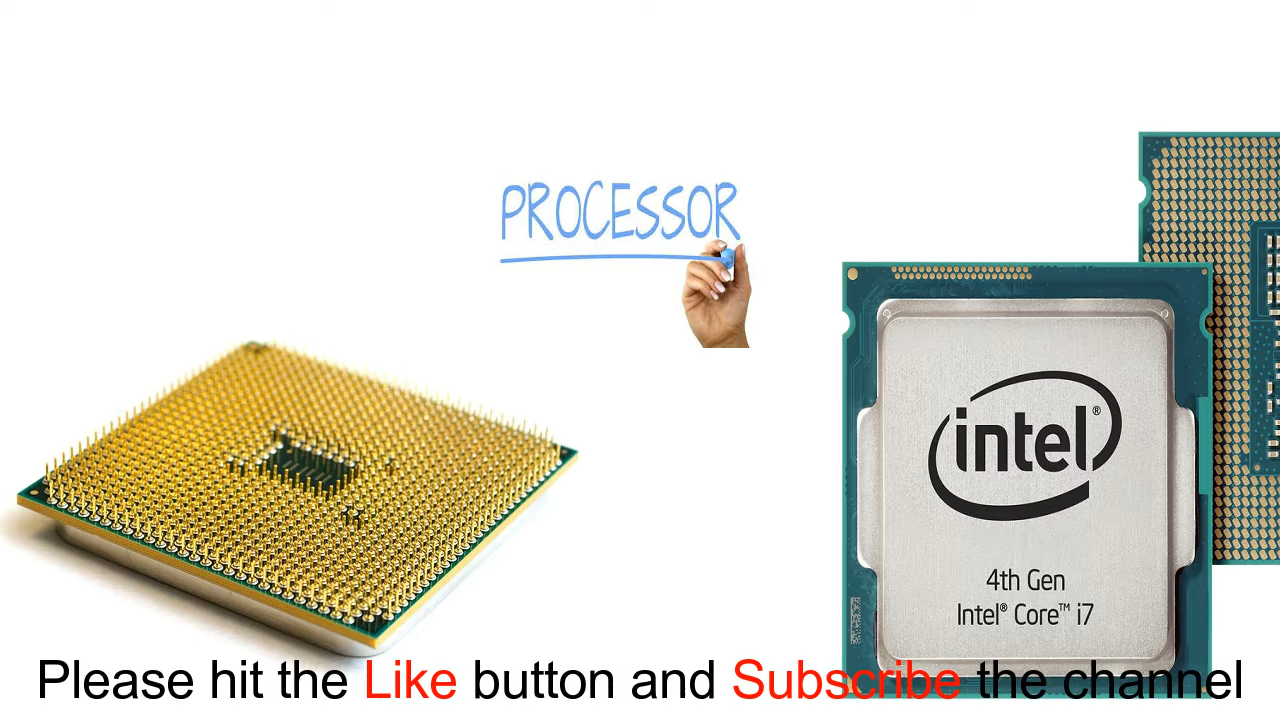 PROCESSOR
intel®
4th Gen
Intel® Core™ i7
Please hit the Like button and Subscribe the channel